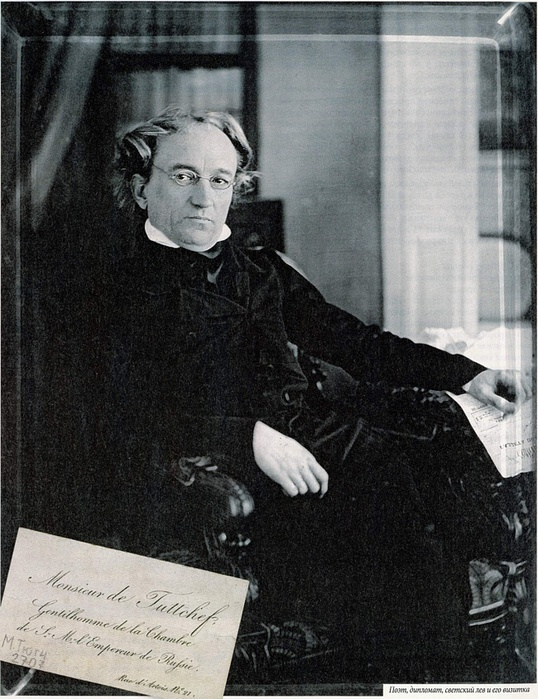 Monsieur de Tuttchef,
Gentilhomme de la Chambre
de S. M. l'Empereur de Russie.
Rue d'Artois № 21.
М Тютч
2707
Поэт, дипломат, светский лев и его визитка